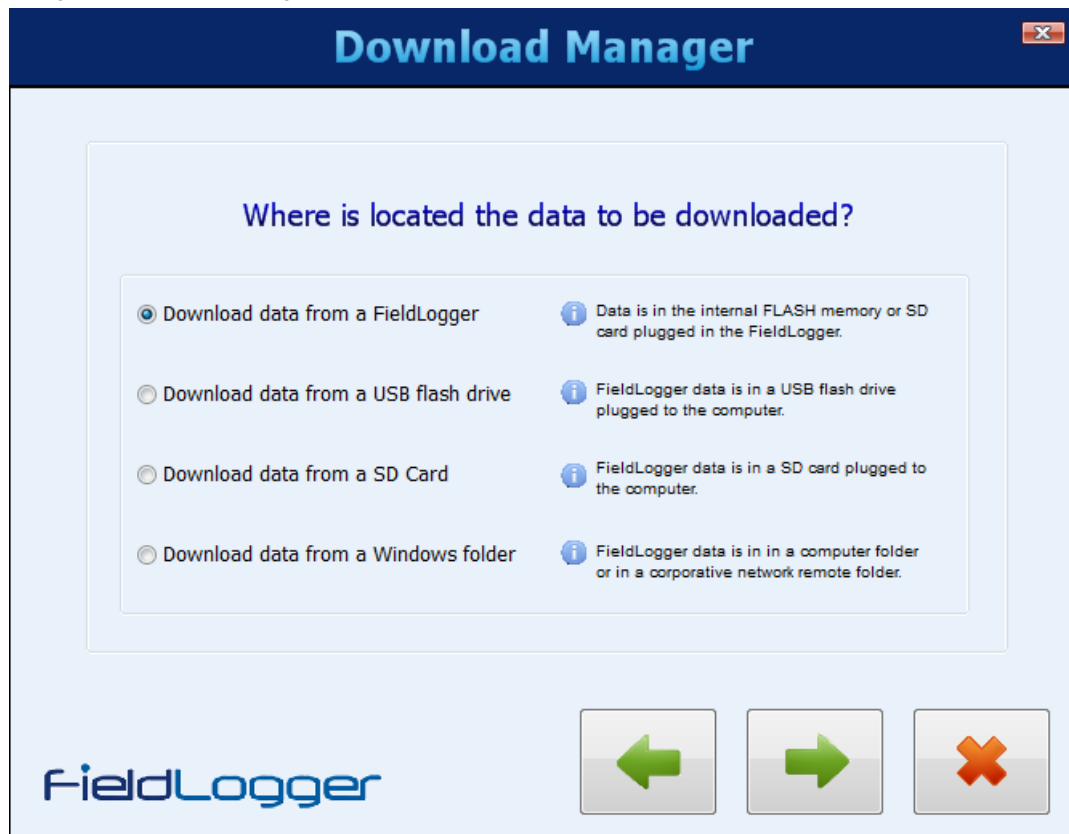 Download Manager
Where is located the data to be downloaded?
Download data from a FieldLogger
Data is in the internal FLASH memory or SD
card plugged in the FieldLogger.
Download data from a USB flash drive
FieldLogger data is in a USB flash drive
plugged to the computer.
Download data from a SD Card
FieldLogger data is in a SD card plugged to
the computer.
Download data from a Windows folder
FieldLogger data is in in a computer folder
or in a corporative network remote folder.
FieldLogger